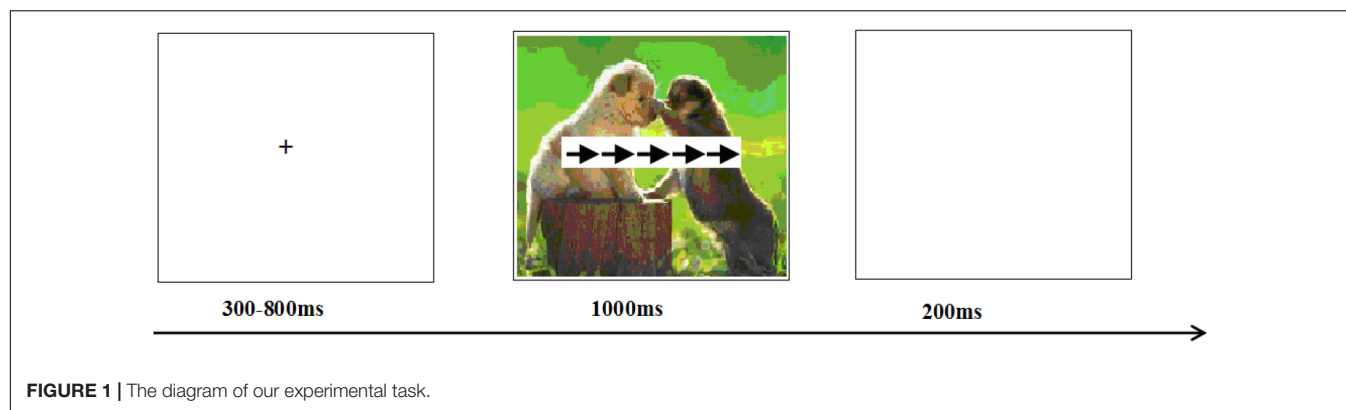 +
300-800ms 1000ms 200ms
FIGURE 1 | The diagram of our experimental task.